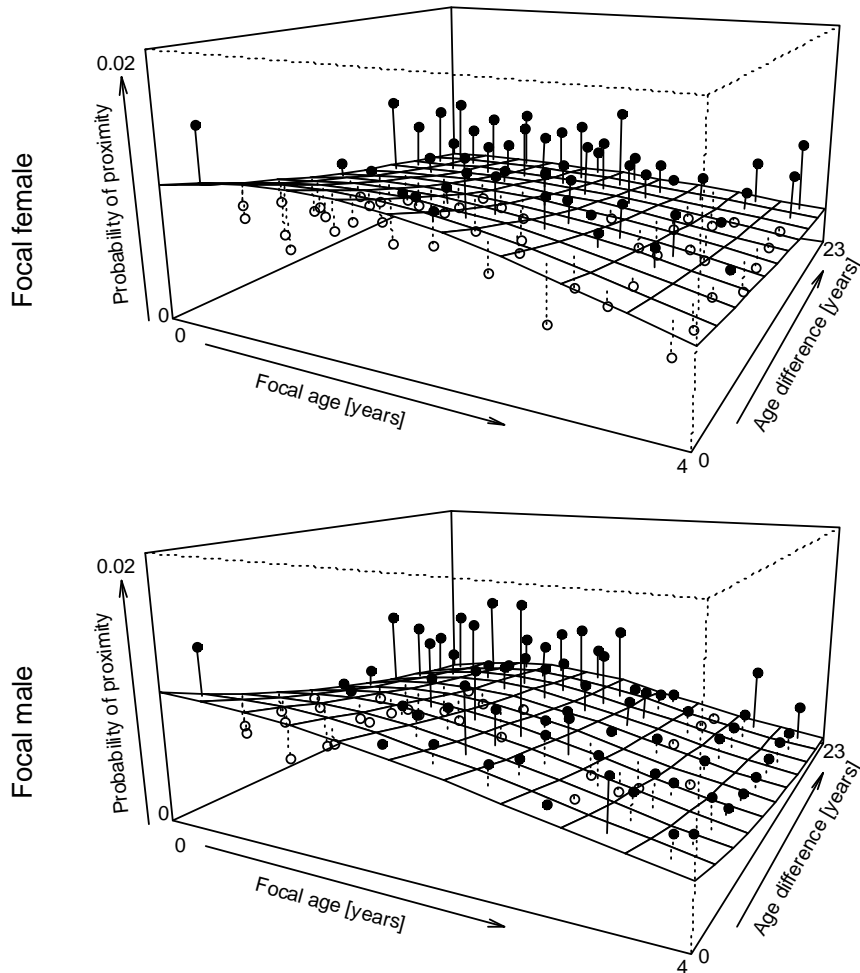 Focal female
0.02
Probability of proximity
0
0
Focal age [years]
4
0
Age difference [years]
23
Focal male
0.02
Probability of proximity
0
0
Focal age [years]
4
0
Age difference [years]
23